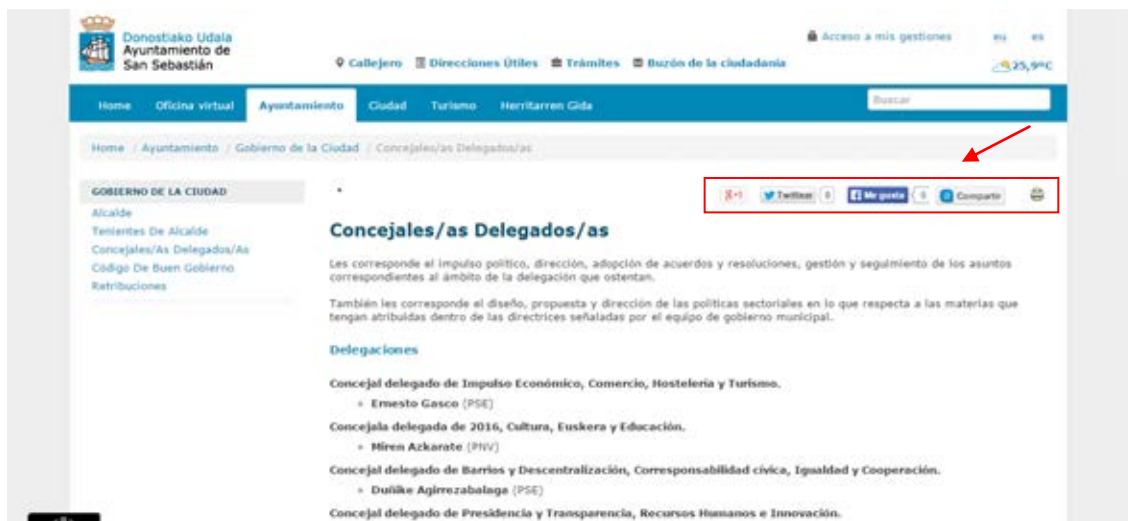 Donostiako Udala
Ayuntamiento de
San Sebastián
Acceso a mis gestiones eu es
Callejero Direcciones Útiles Trámites Buzón de la ciudadanía
25,9ºC
Home Oficina virtual Ayuntamiento Ciudad Turismo Herritarren Gida Buscar
Home / Ayuntamiento / Gobierno de la Ciudad / Concejales/as Delegados/as
GOBIERNO DE LA CIUDAD
Alcalde
Tenientes De Alcalde
Concejales/As Delegados/As
Código De Buen Gobierno
Retribuciones
+1 Twittear 0 Me gusta 0 Compartir
Concejales/as Delegados/as
Les corresponde el impulso político, dirección, adopción de acuerdos y resoluciones, gestión y seguimiento de los asuntos
correspondientes al ámbito de la delegación que ostentan.
También les corresponde el diseño, propuesta y dirección de las políticas sectoriales en lo que respecta a las materias que
tengan atribuidas dentro de las directrices señaladas por el equipo de gobierno municipal.
Delegaciones
Concejal delegado de Impulso Económico, Comercio, Hostelería y Turismo.
Ernesto Gasco (PSE)
Concejala delegada de 2016, Cultura, Euskera y Educación.
Miren Azkarate (PNV)
Concejal delegado de Barrios y Descentralización, Corresponsabilidad cívica, Igualdad y Cooperación.
Duñike Agirrezabalaga (PSE)
Concejal delegado de Presidencia y Transparencia, Recursos Humanos e Innovación.